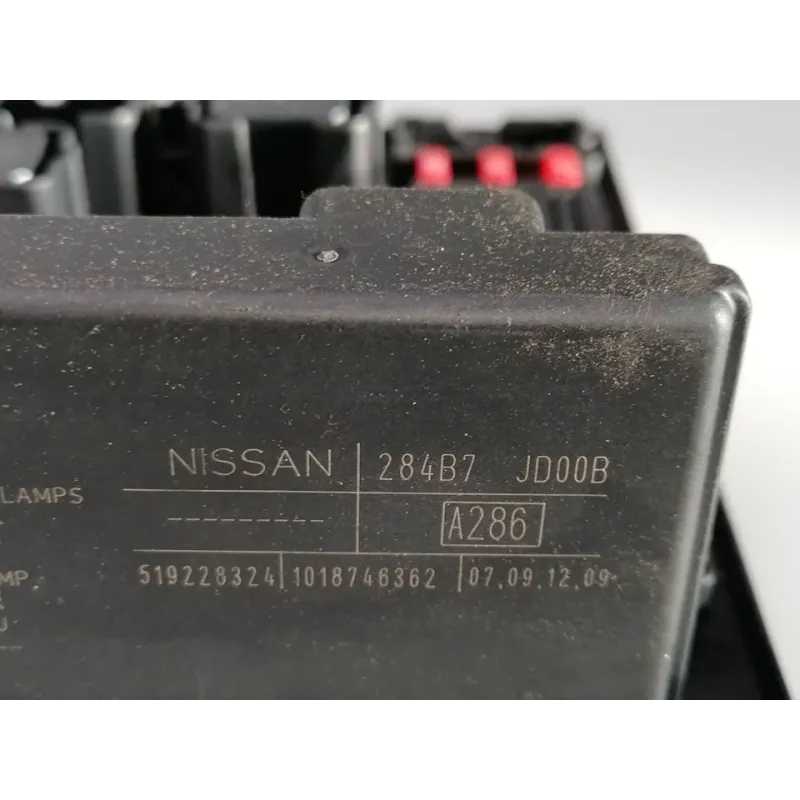 NISSAN 284B7 JD00B
LAMPS
--------- A286
MP
519228324 1018746362 07.09.12.09
U